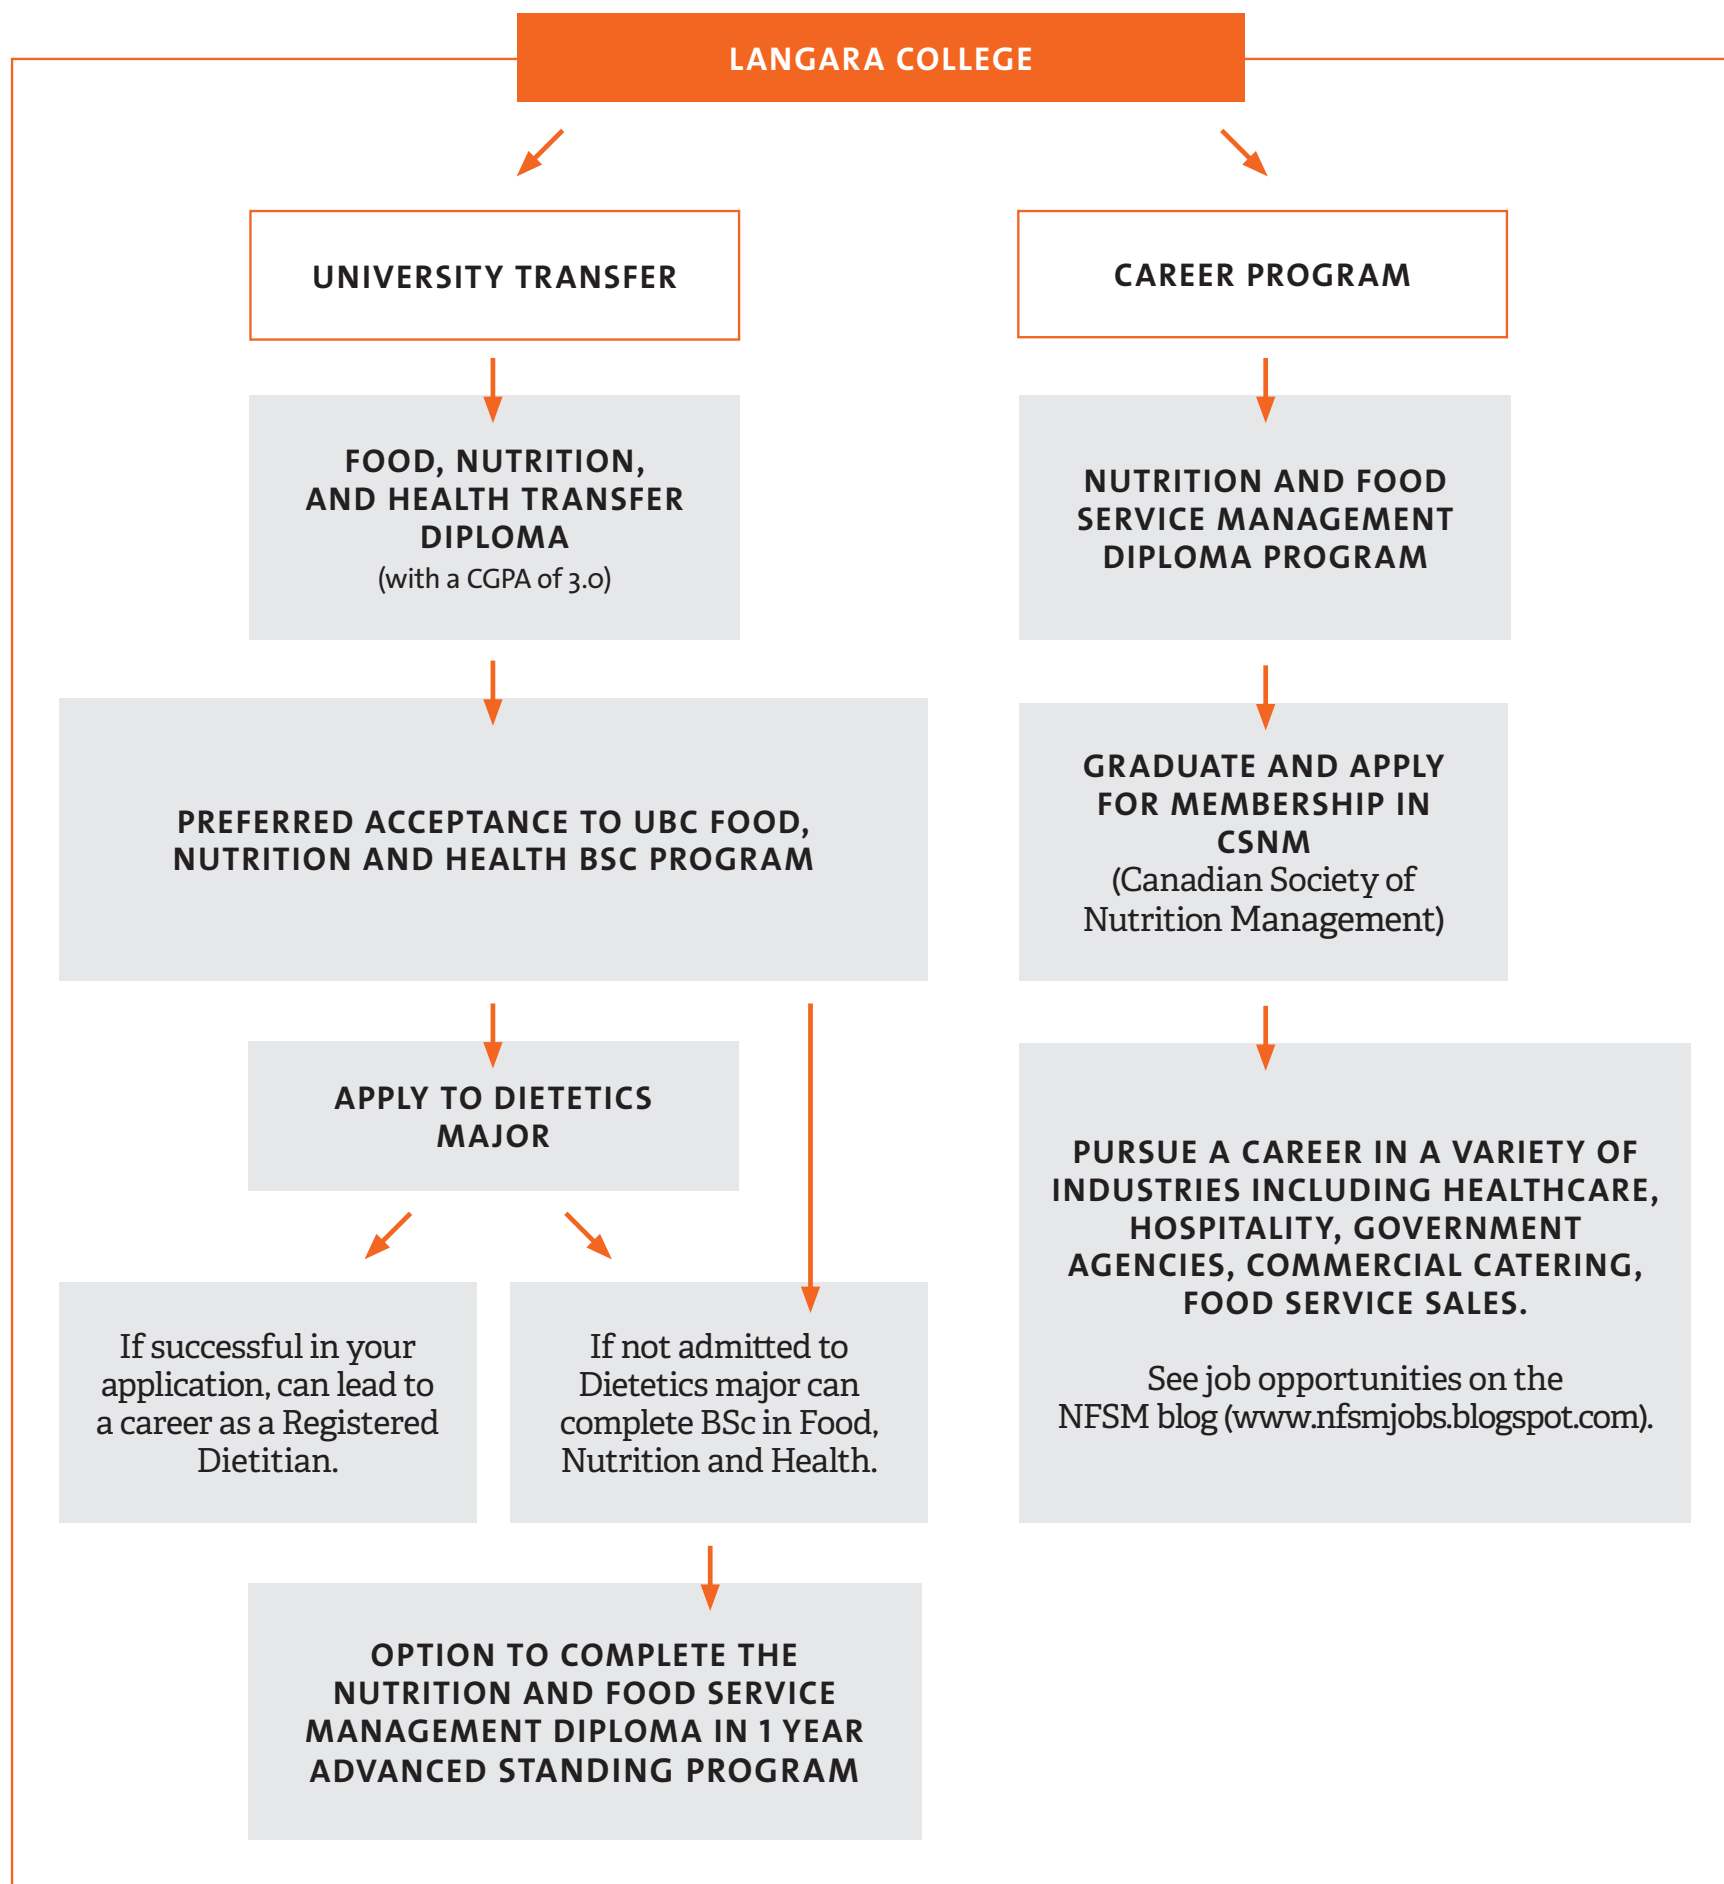 LANGARA COLLEGE
UNIVERSITY TRANSFER
FOOD, NUTRITION,
AND HEALTH TRANSFER
DIPLOMA
(with a CGPA of 3.0)
PREFERRED ACCEPTANCE TO UBC FOOD,
NUTRITION AND HEALTH BSC PROGRAM
APPLY TO DIETETICS
MAJOR
If successful in your
application, can lead to
a career as a Registered
Dietitian.
If not admitted to
Dietetics major can
complete BSc in Food,
Nutrition and Health.
OPTION TO COMPLETE THE
NUTRITION AND FOOD SERVICE
MANAGEMENT DIPLOMA IN 1 YEAR
ADVANCED STANDING PROGRAM
CAREER PROGRAM
NUTRITION AND FOOD
SERVICE MANAGEMENT
DIPLOMA PROGRAM
GRADUATE AND APPLY
FOR MEMBERSHIP IN
CSNM
(Canadian Society of
Nutrition Management)
PURSUE A CAREER IN A VARIETY OF
INDUSTRIES INCLUDING HEALTHCARE,
HOSPITALITY, GOVERNMENT
AGENCIES, COMMERCIAL CATERING,
FOOD SERVICE SALES.
See job opportunities on the
NFSM blog (www.nfsmjobs.blogspot.com).